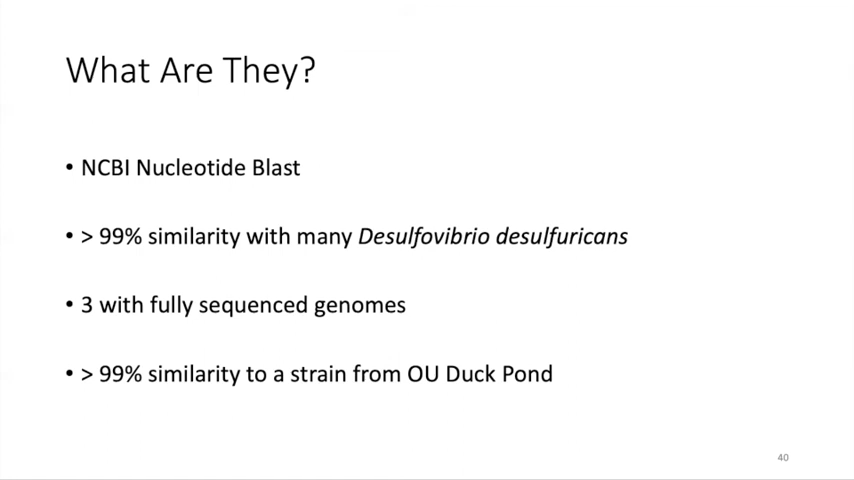 What Are They?
• NCBI Nucleotide Blast
• > 99% similarity with many Desulfovibrio desulfuricans
• 3 with fully sequenced genomes
• > 99% similarity to a strain from OU Duck Pond
40